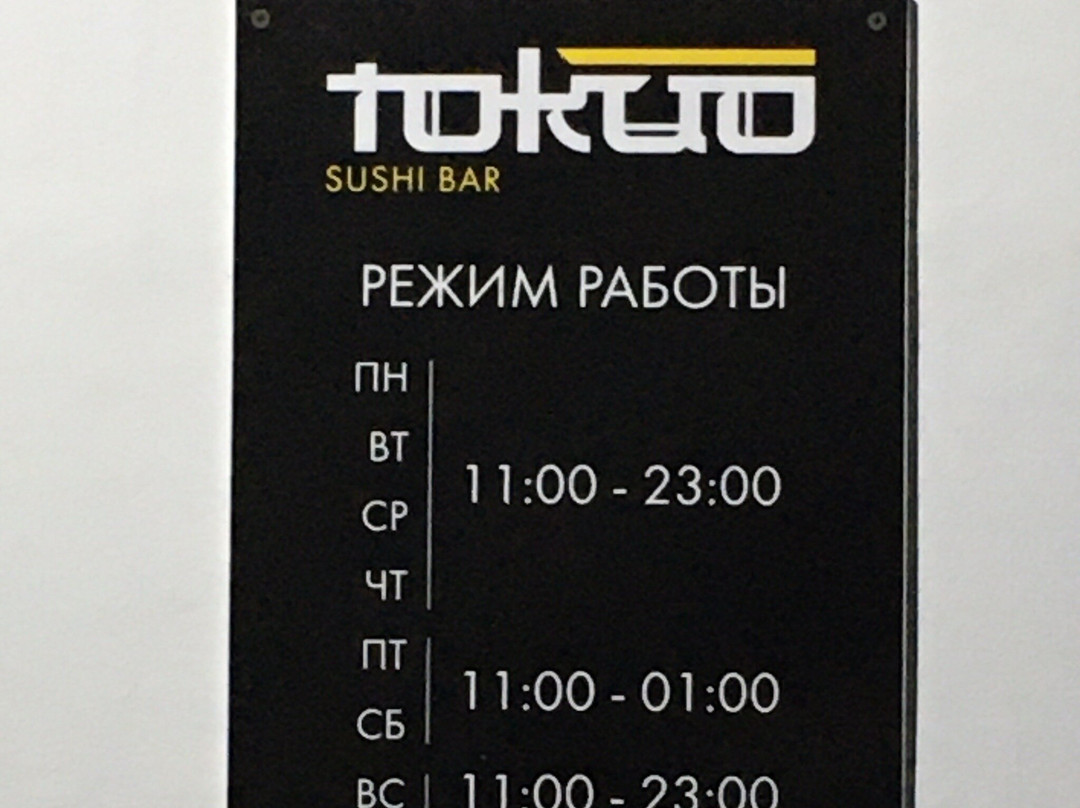 токио
SUSHI BAR
РЕЖИМ РАБОТЫ
ПН
ВТ
СР
ЧТ
11:00 - 23:00
ПТ
СБ
11:00 - 01:00
ВС
11:00 - 23:00